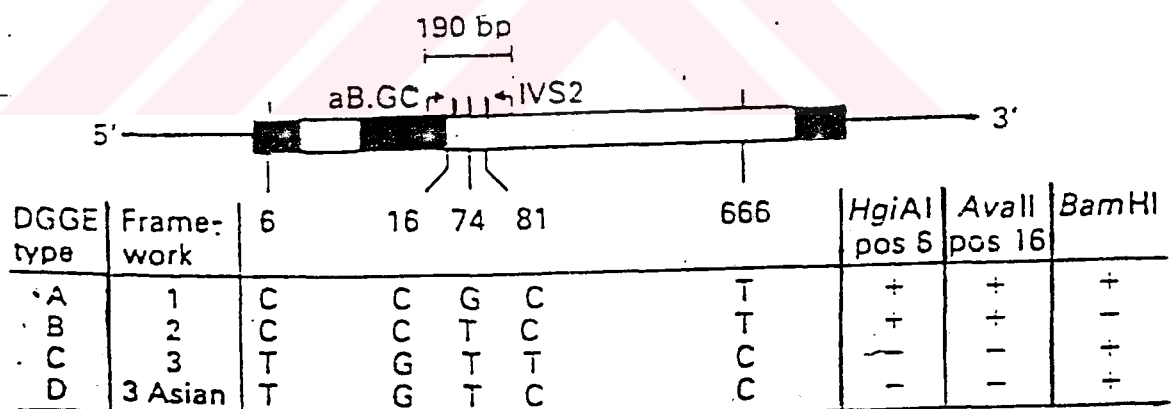 190 bp
aB.GC IVS2
5' 3'
DGGE type Frame- work 6 16 74 81 666 HgiAI pos 6 AvaII pos 16 BamHI
A 1 C C G C T + + +
B 2 C C T C T + + -
C 3 T G T T C - - +
D 3 Asian T G T C C - - +